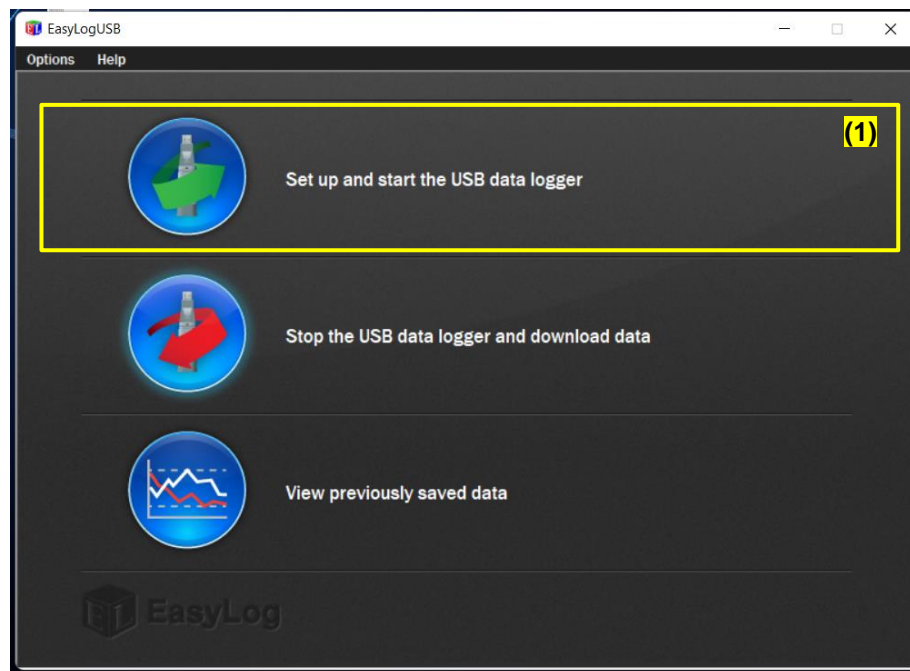 EasyLogUSB
Options Help
(1)
Set up and start the USB data logger
Stop the USB data logger and download data
View previously saved data
EasyLog